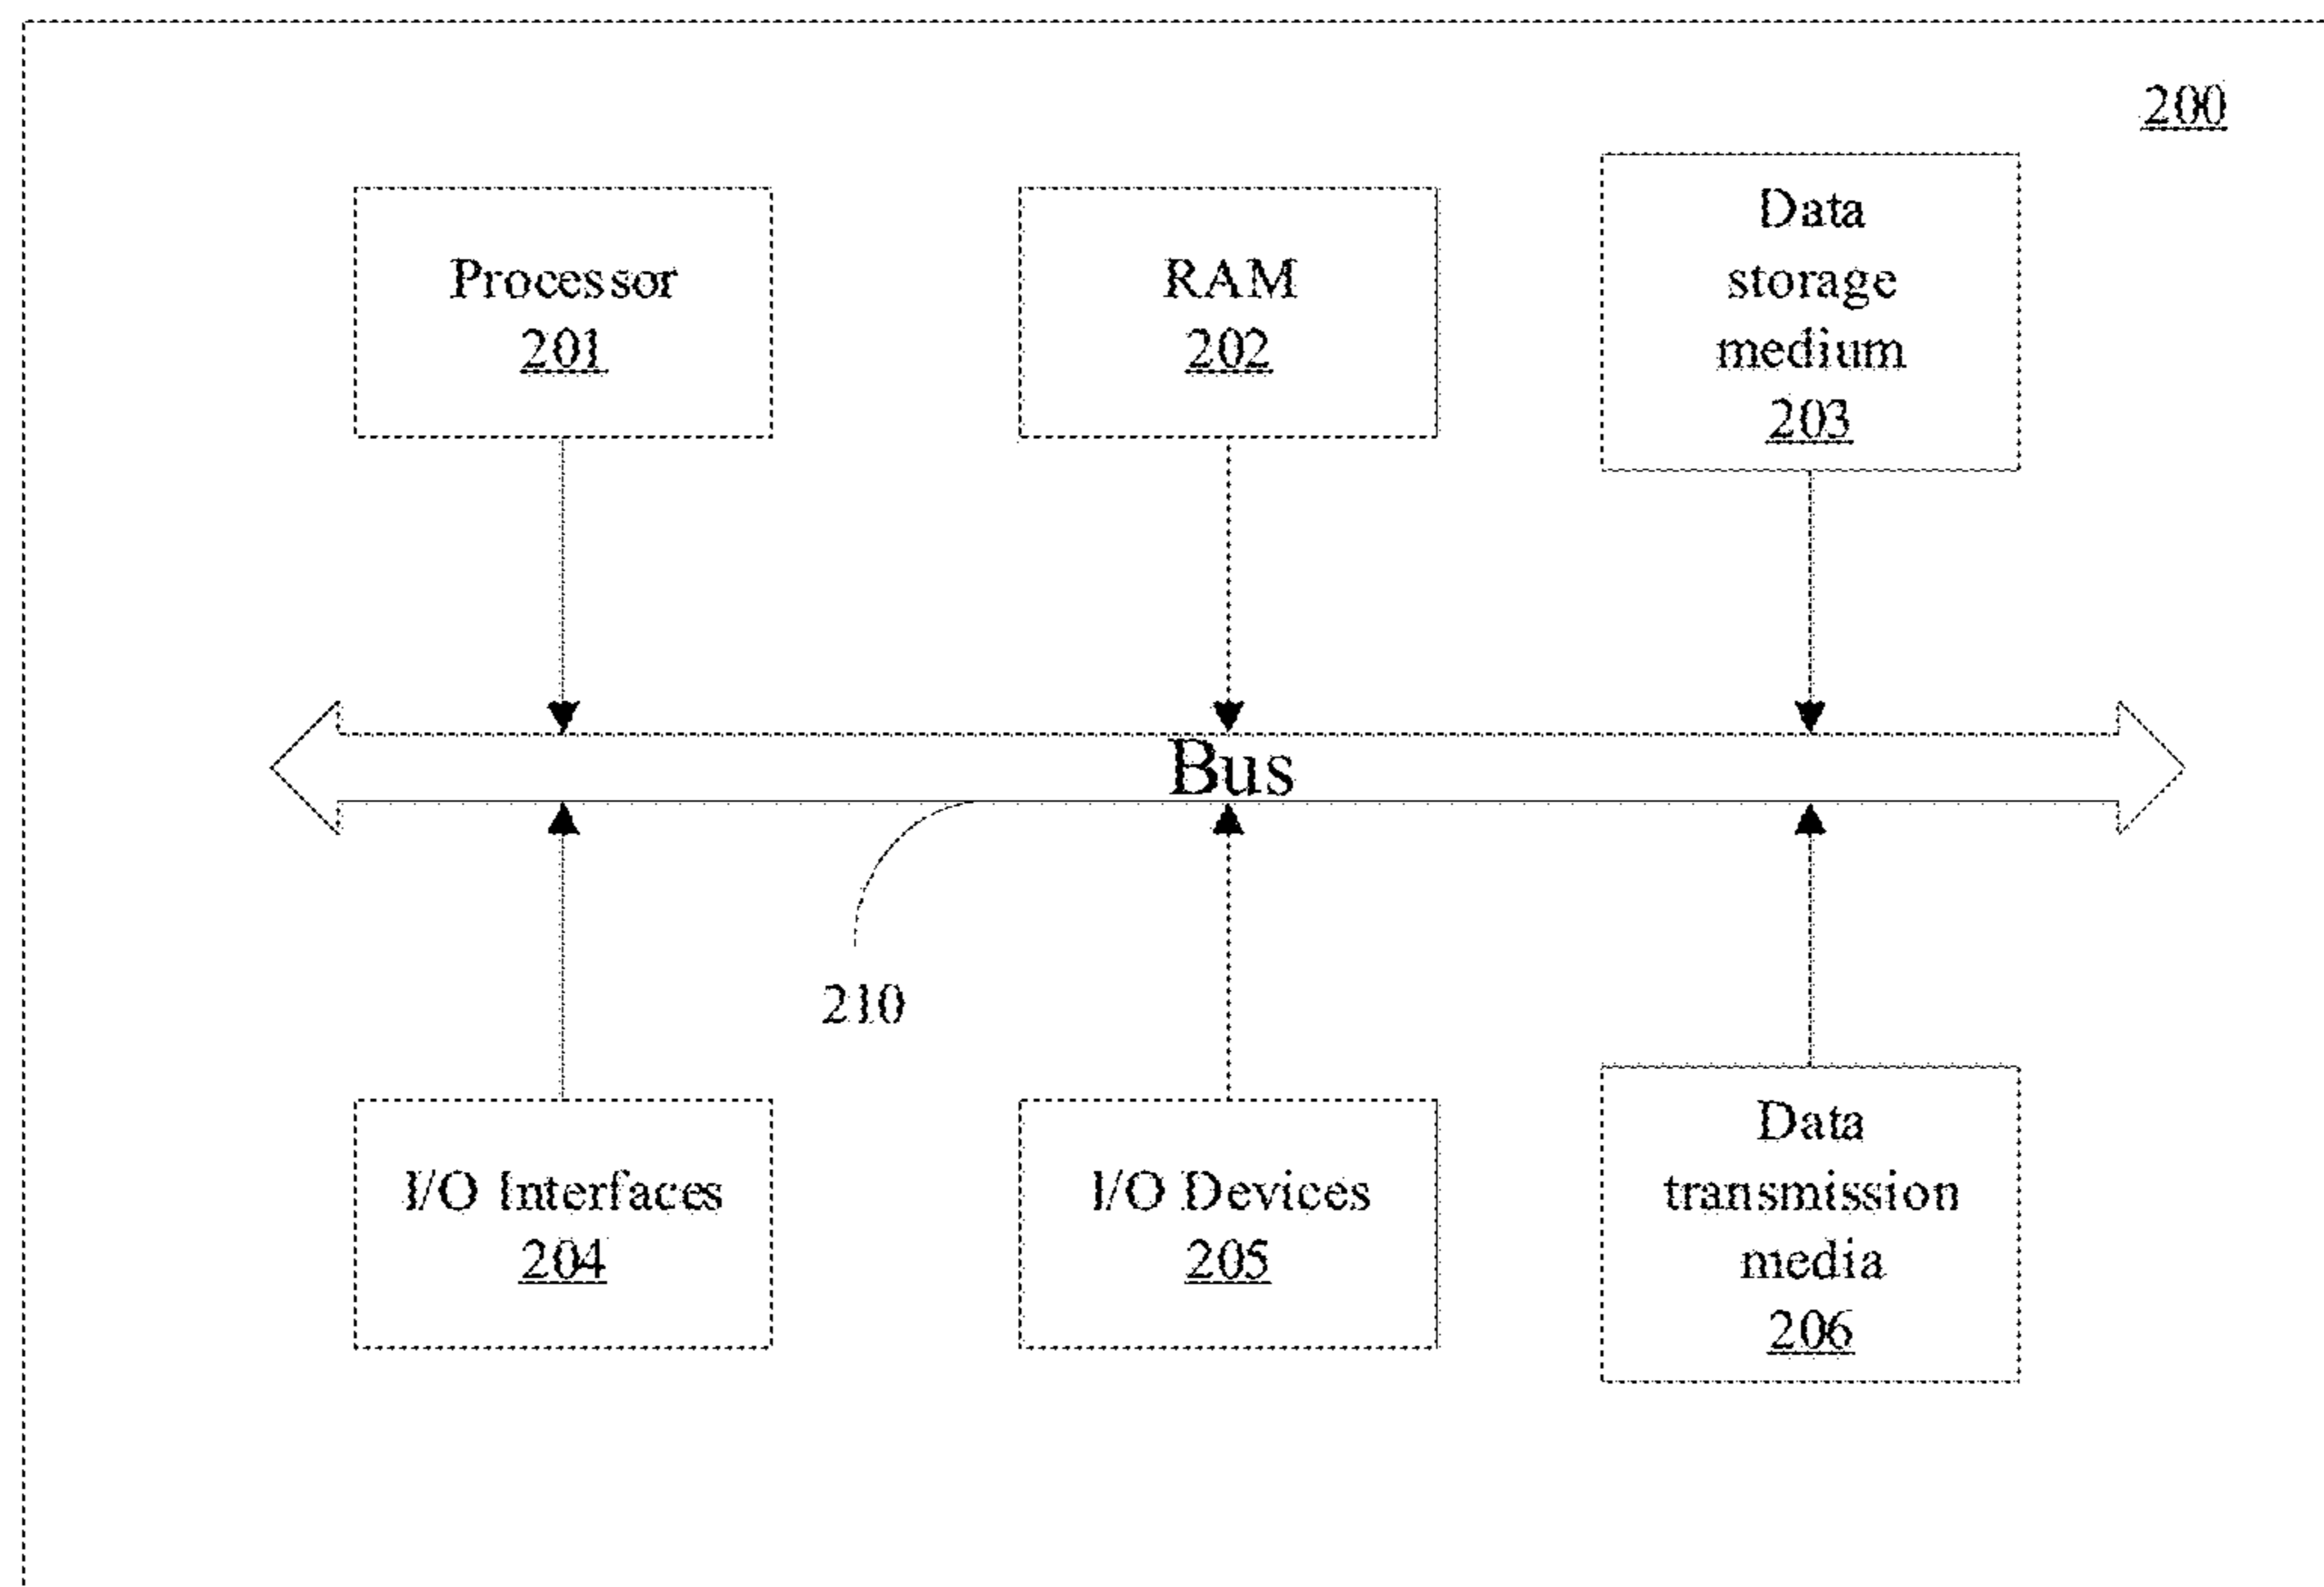 200
Processor
201
RAM
202
Data
storage
medium
203
Bus
210
I/O Interfaces
204
I/O Devices
205
Data
transmission
media
206